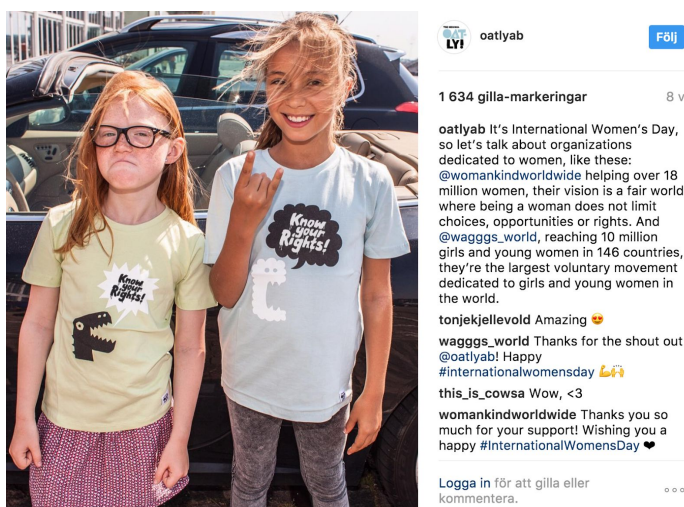 Know
your
Rights!
Know
your
Rights!
OAT-
LY!
oatlyab
Följ
1 634 gilla-markeringar
8 v
oatlyab It's International Women's Day,
so let's talk about organizations
dedicated to women, like these:
@womankindworldwide helping over 18
million women, their vision is a fair world
where being a woman does not limit
choices, opportunities or rights. And
@wagggs_world, reaching 10 million
girls and young women in 146 countries,
they're the largest voluntary movement
dedicated to girls and young women in
the world.
tonjekjellevold Amazing 😍
wagggs_world Thanks for the shout out
@oatlyab! Happy
#internationalwomensday 💪🙌
this_is_cowsa Wow, <3
womankindworldwide Thanks you so
much for your support! Wishing you a
happy #InternationalWomensDay ❤
Logga in för att gilla eller
kommentera.